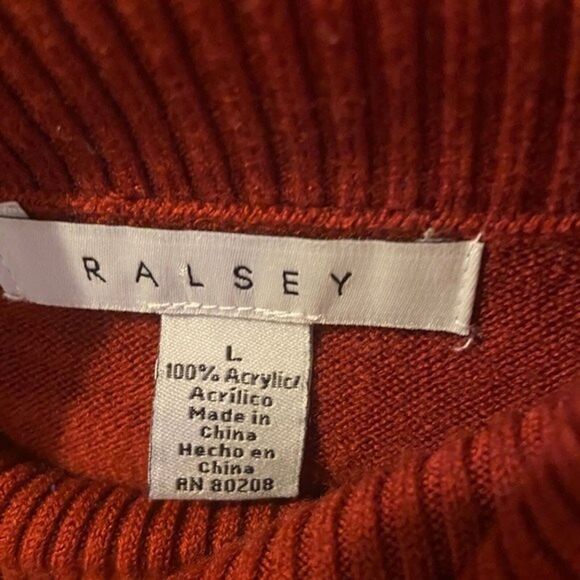 RALSEY
L
100% Acrylic/
Acrilico
Made in
China
Hecho en
China
RN 80208